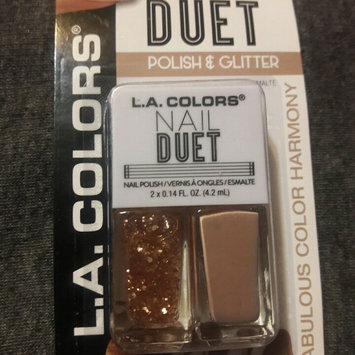 DUET
POLISH & GLITTER
L.A. COLORS®
L.A. COLORS®
NAIL
DUET
NAIL POLISH / VERNIS À ONGLES / ESMALTE
2 x 0.14 FL. OZ. (4.2 mL)
COLOR HARMONY